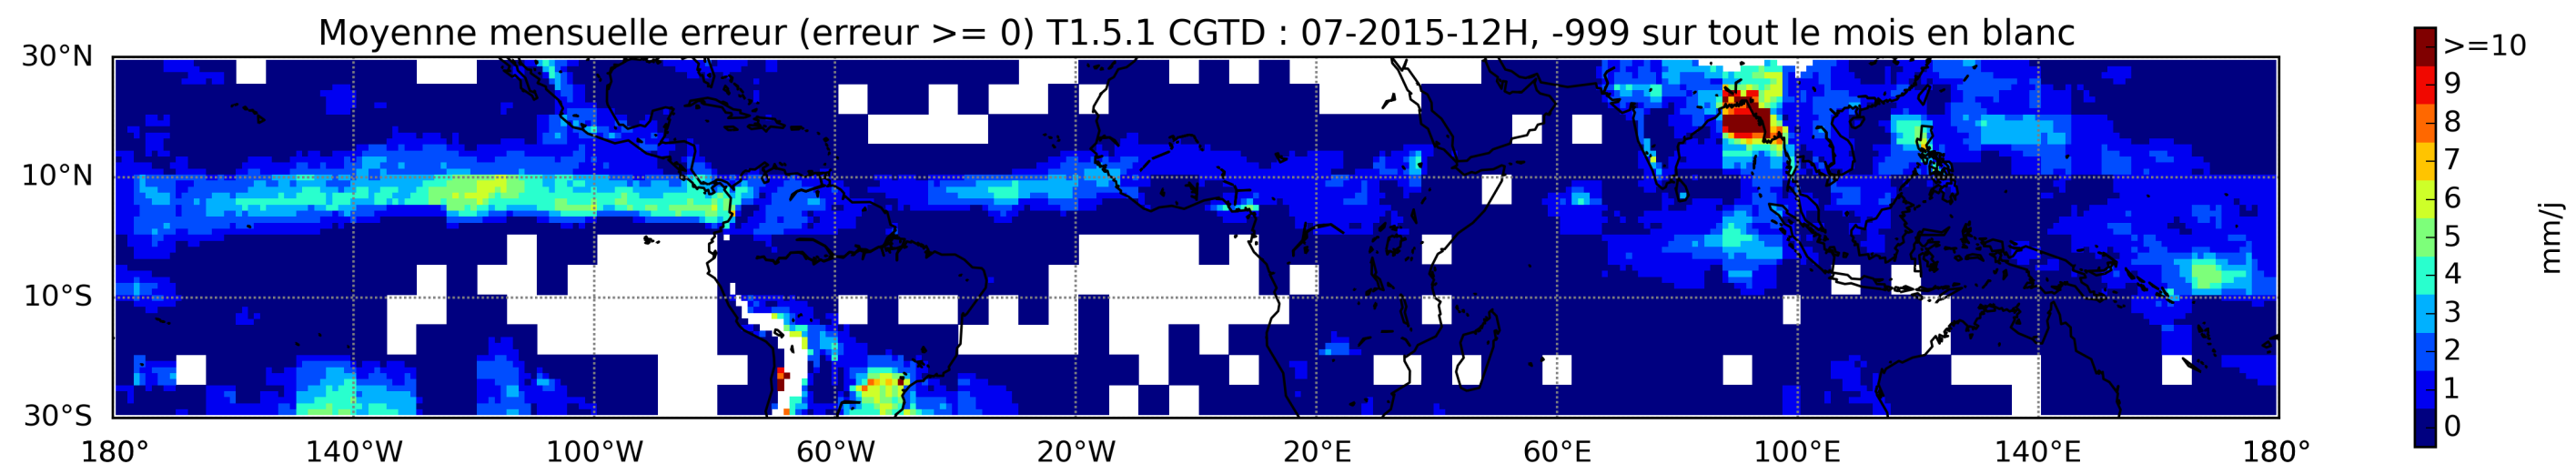 Moyenne mensuelle erreur (erreur >= 0) T1.5.1 CGTD : 07-2015-12H, -999 sur tout le mois en blanc
30°N
10°N
10°S
30°S
180° 140°W 100°W 60°W 20°W 20°E 60°E 100°E 140°E 180°
>=10
9
8
7
6
5
4
3
2
1
0
mm/j